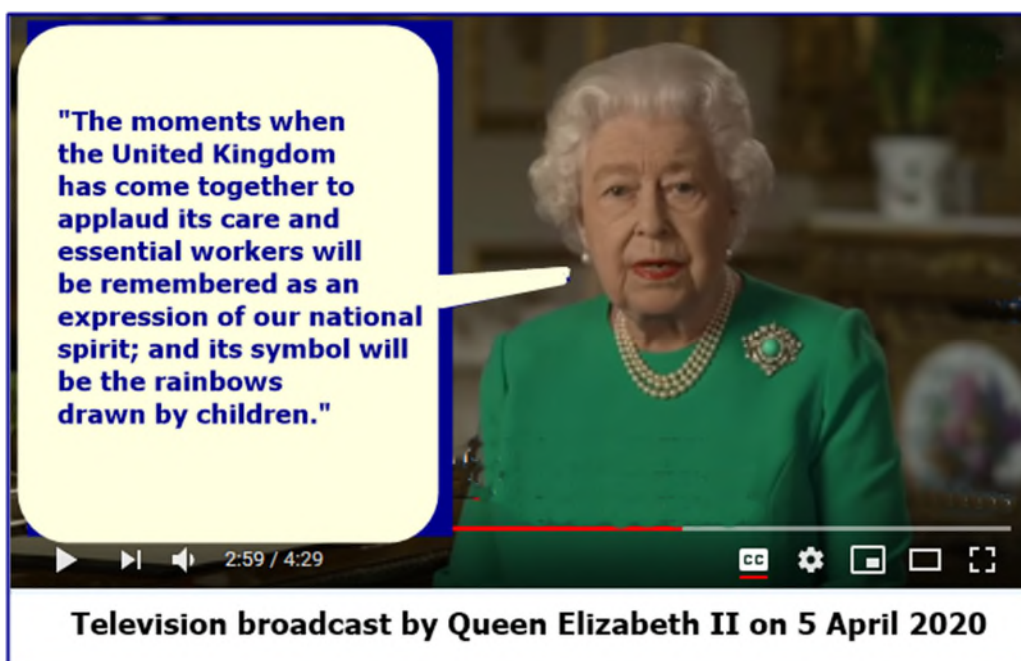 "The moments when
the United Kingdom
has come together to
applaud its care and
essential workers will
be remembered as an
expression of our national
spirit; and its symbol will
be the rainbows
drawn by children."
2:59 / 4:29
CC
Television broadcast by Queen Elizabeth II on 5 April 2020